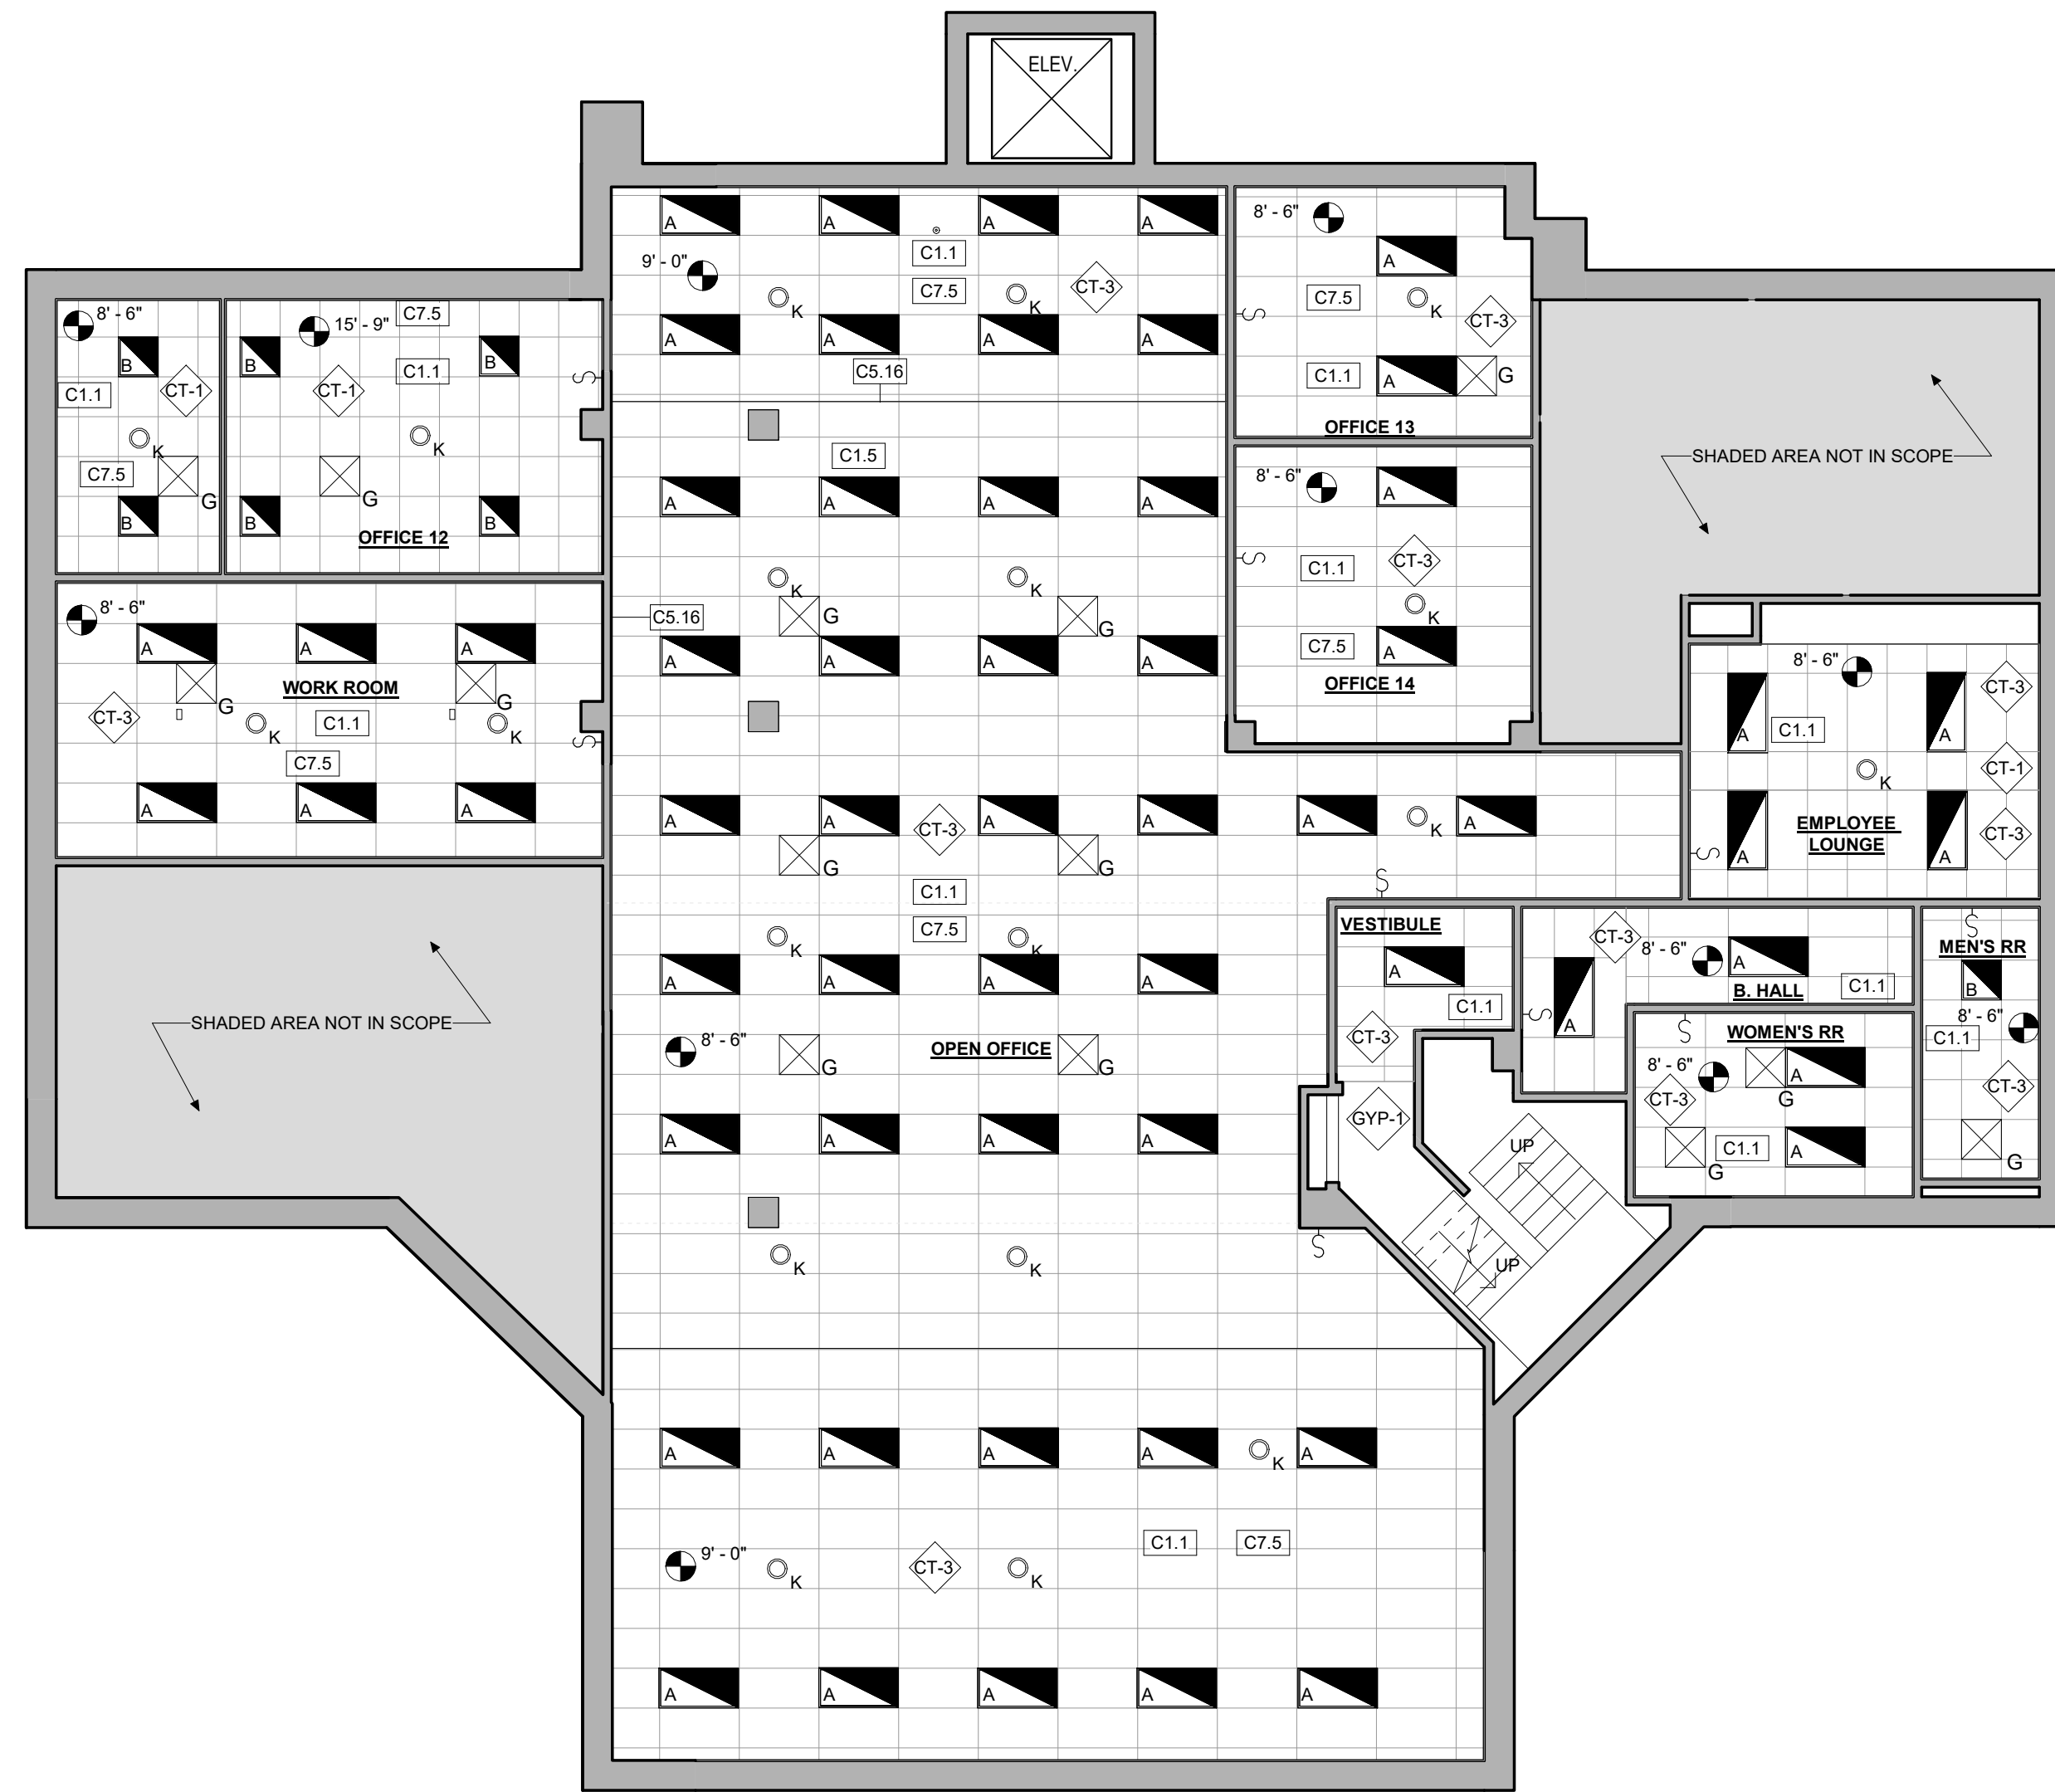 ELEV.
A
A
A
A
C1.1
9' - 0"
C7.5
K
K
CT-3
A
A
A
A
C5.16
8' - 6"
A
C7.5
K
CT-3
C1.1
A
G
OFFICE 13
8' - 6"
B
C1.1
CT-1
K
C7.5
G
B
15' - 9"
C7.5
B
B
C1.1
CT-1
K
G
B
B
OFFICE 12
C1.5
A
A
A
A
K
K
C5.16
G
G
A
A
A
A
8' - 6"
A
CT-3
C1.1
K
C7.5
A
OFFICE 14
SHADED AREA NOT IN SCOPE
8' - 6"
A
A
A
G
WORK ROOM
G
CT-3
C1.1
K
K
C7.5
A
A
A
8' - 6"
CT-3
A
C1.1
A
CT-1
K
EMPLOYEE
LOUNGE
CT-3
A
A
A
A
CT-3
A
A
A
K
A
G
G
C1.1
C7.5
K
K
A
A
A
A
8' - 6"
OPEN OFFICE
G
G
A
A
A
A
K
K
SHADED AREA NOT IN SCOPE
VESTIBULE
A
C1.1
CT-3
GYP-1
CT-3
8' - 6"
A
C1.1
B. HALL
A
MEN'S RR
B
8' - 6"
C1.1
CT-3
G
WOMEN'S RR
8' - 6"
A
CT-3
G
C1.1
A
G
UP
UP
A
A
A
A
K
A
C1.1
C7.5
9' - 0"
K
CT-3
K
A
A
A
A
A